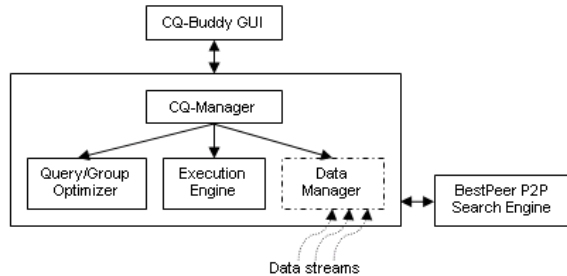 CQ-Buddy GUI
CQ-Manager
Query/Group
Optimizer
Execution
Engine
Data
Manager
BestPeer P2P
Search Engine
Data streams